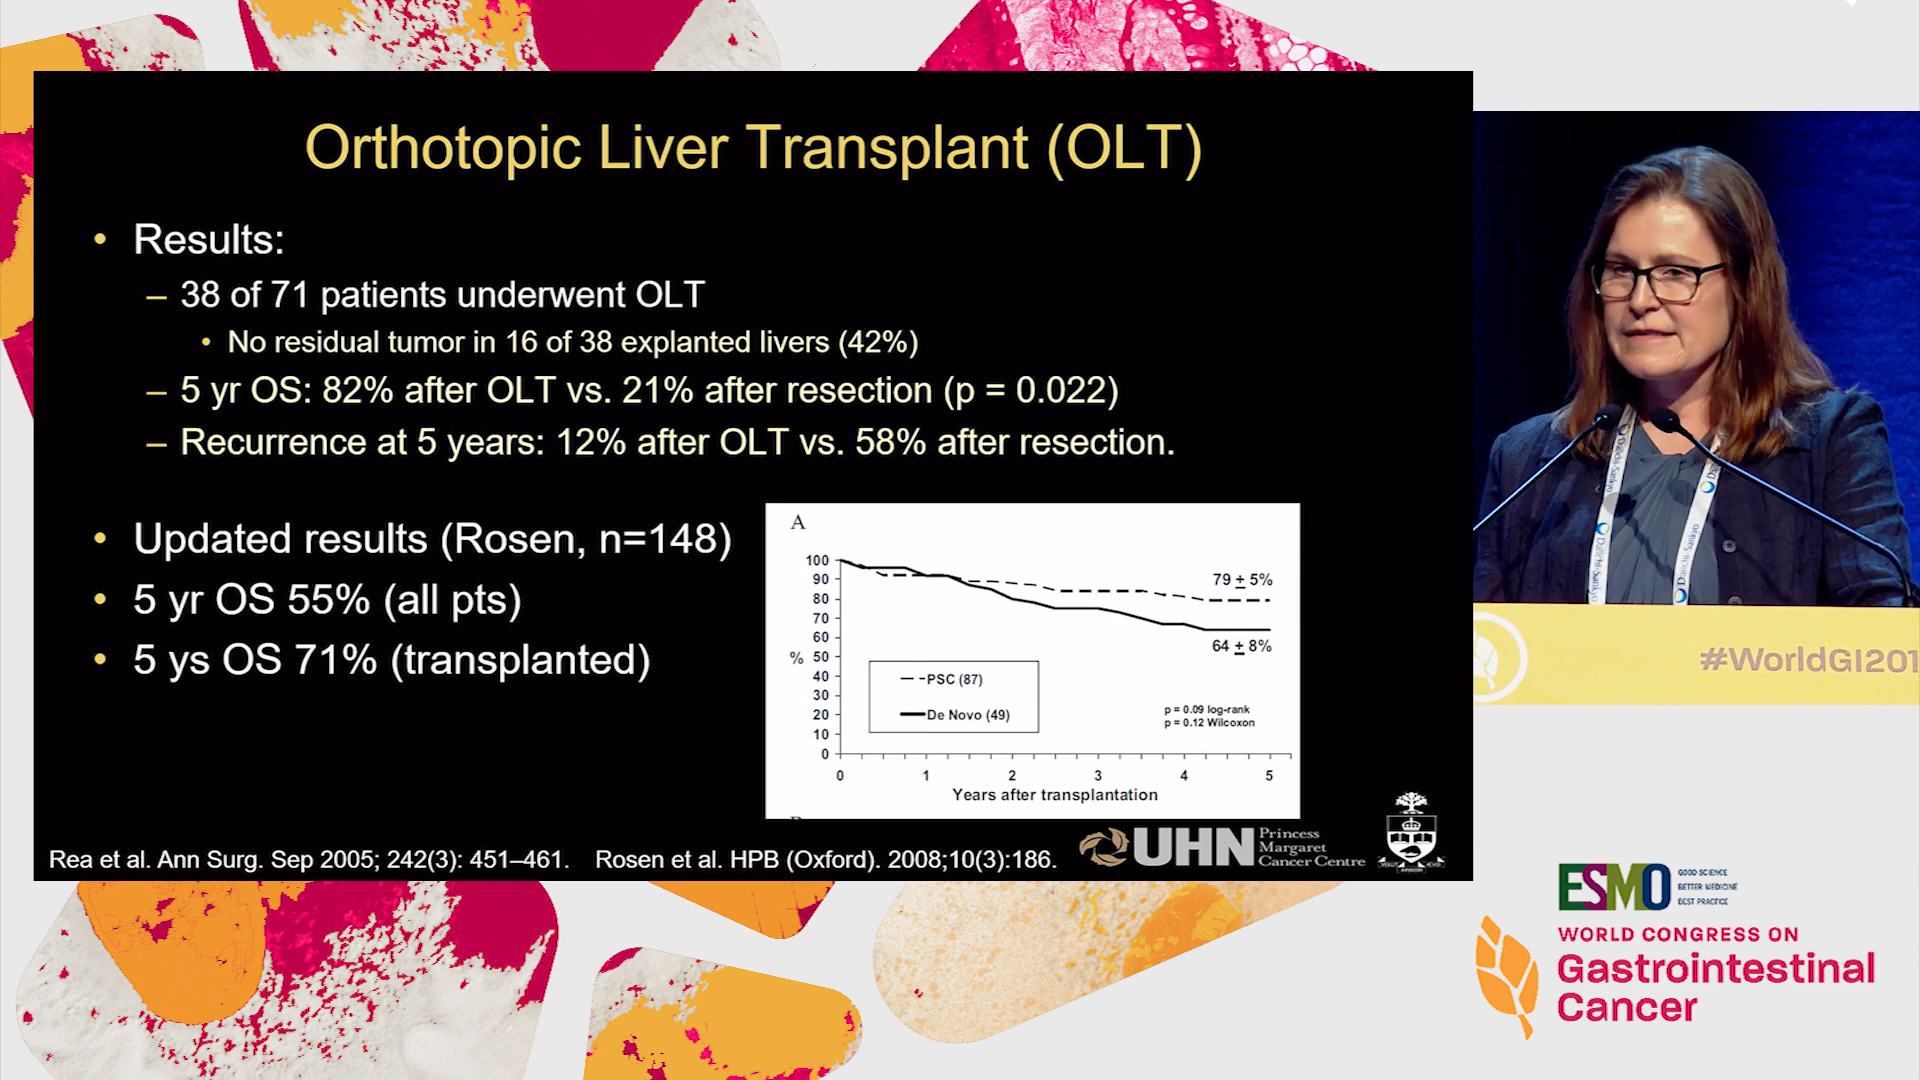 Orthotopic Liver Transplant (OLT)
• Results:
– 38 of 71 patients underwent OLT
• No residual tumor in 16 of 38 explanted livers (42%)
– 5 yr OS: 82% after OLT vs. 21% after resection (p = 0.022)
– Recurrence at 5 years: 12% after OLT vs. 58% after resection.
• Updated results (Rosen, n=148)
• 5 yr OS 55% (all pts)
• 5 ys OS 71% (transplanted)
A
100
90
80
70
60
% 50
40
30
20
10
0
79 ± 5%
64 ± 8%
PSC (87)
De Novo (49)
p = 0.09 log-rank
p = 0.12 Wilcoxon
0 1 2 3 4 5
Years after transplantation
Rea et al. Ann Surg. Sep 2005; 242(3): 451–461. Rosen et al. HPB (Oxford). 2008;10(3):186.
UHN Princess
Margaret
Cancer Centre
ARBOR
Daiichi-Sankyo
Daiichi-Sankyo
#WorldGI201
ESMO
GOOD SCIENCE
BETTER MEDICINE
BEST PRACTICE
WORLD CONGRESS ON
Gastrointestinal
Cancer